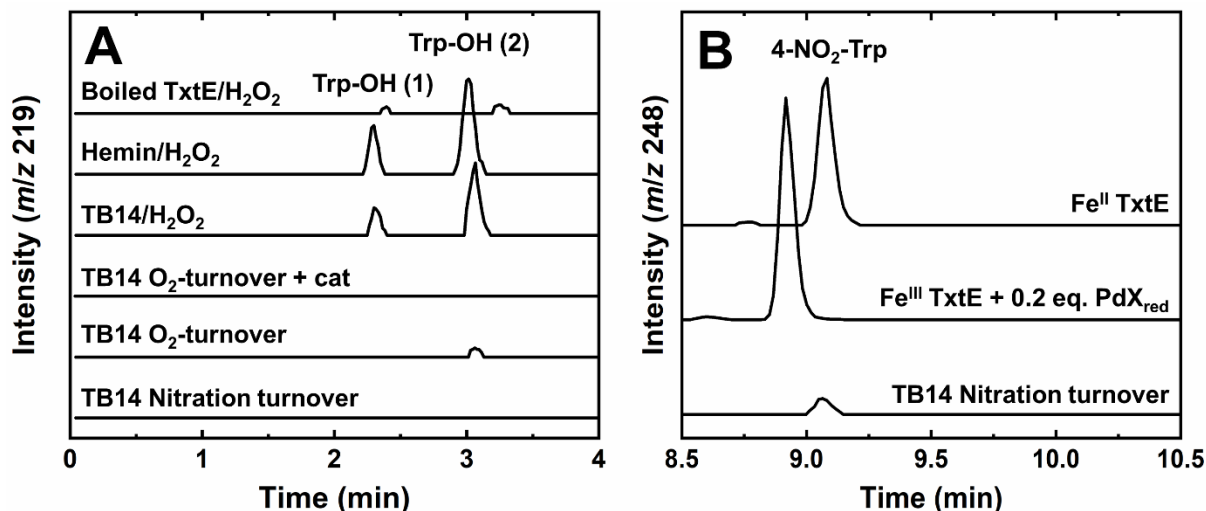 A
Trp-OH (2)
Trp-OH (1)
Boiled TxtE/H₂O₂
Hemin/H₂O₂
TB14/H₂O₂
TB14 O₂-turnover + cat
TB14 O₂-turnover
TB14 Nitration turnover
Intensity (m/z 219)
0 1 2 3 4
Time (min)
B
4-NO₂-Trp
Feᴵᴵ TxtE
Feᴵᴵᴵ TxtE + 0.2 eq. PdX_red
TB14 Nitration turnover
Intensity (m/z 248)
8.5 9.0 9.5 10.0 10.5
Time (min)